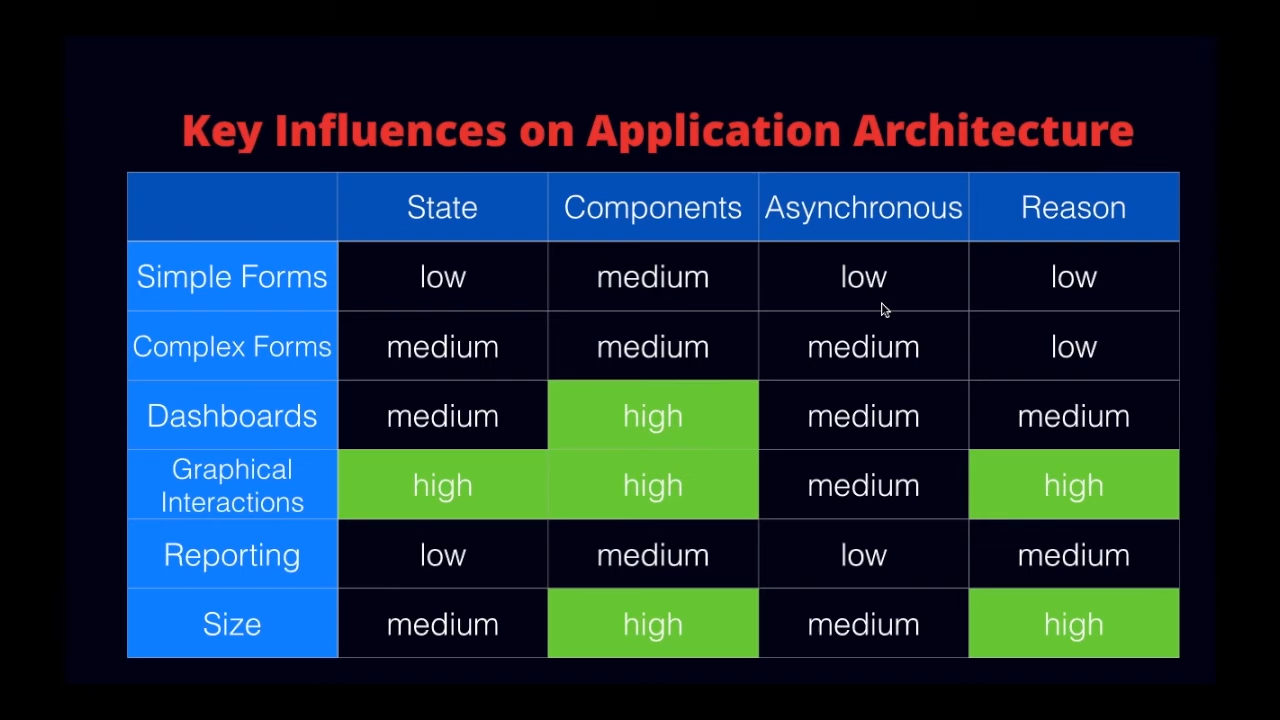 Key Influences on Application Architecture
State Components Asynchronous Reason
Simple Forms low medium low low
Complex Forms medium medium medium low
Dashboards medium high medium medium
Graphical
Interactions high high medium high
Reporting low medium low medium
Size medium high medium high